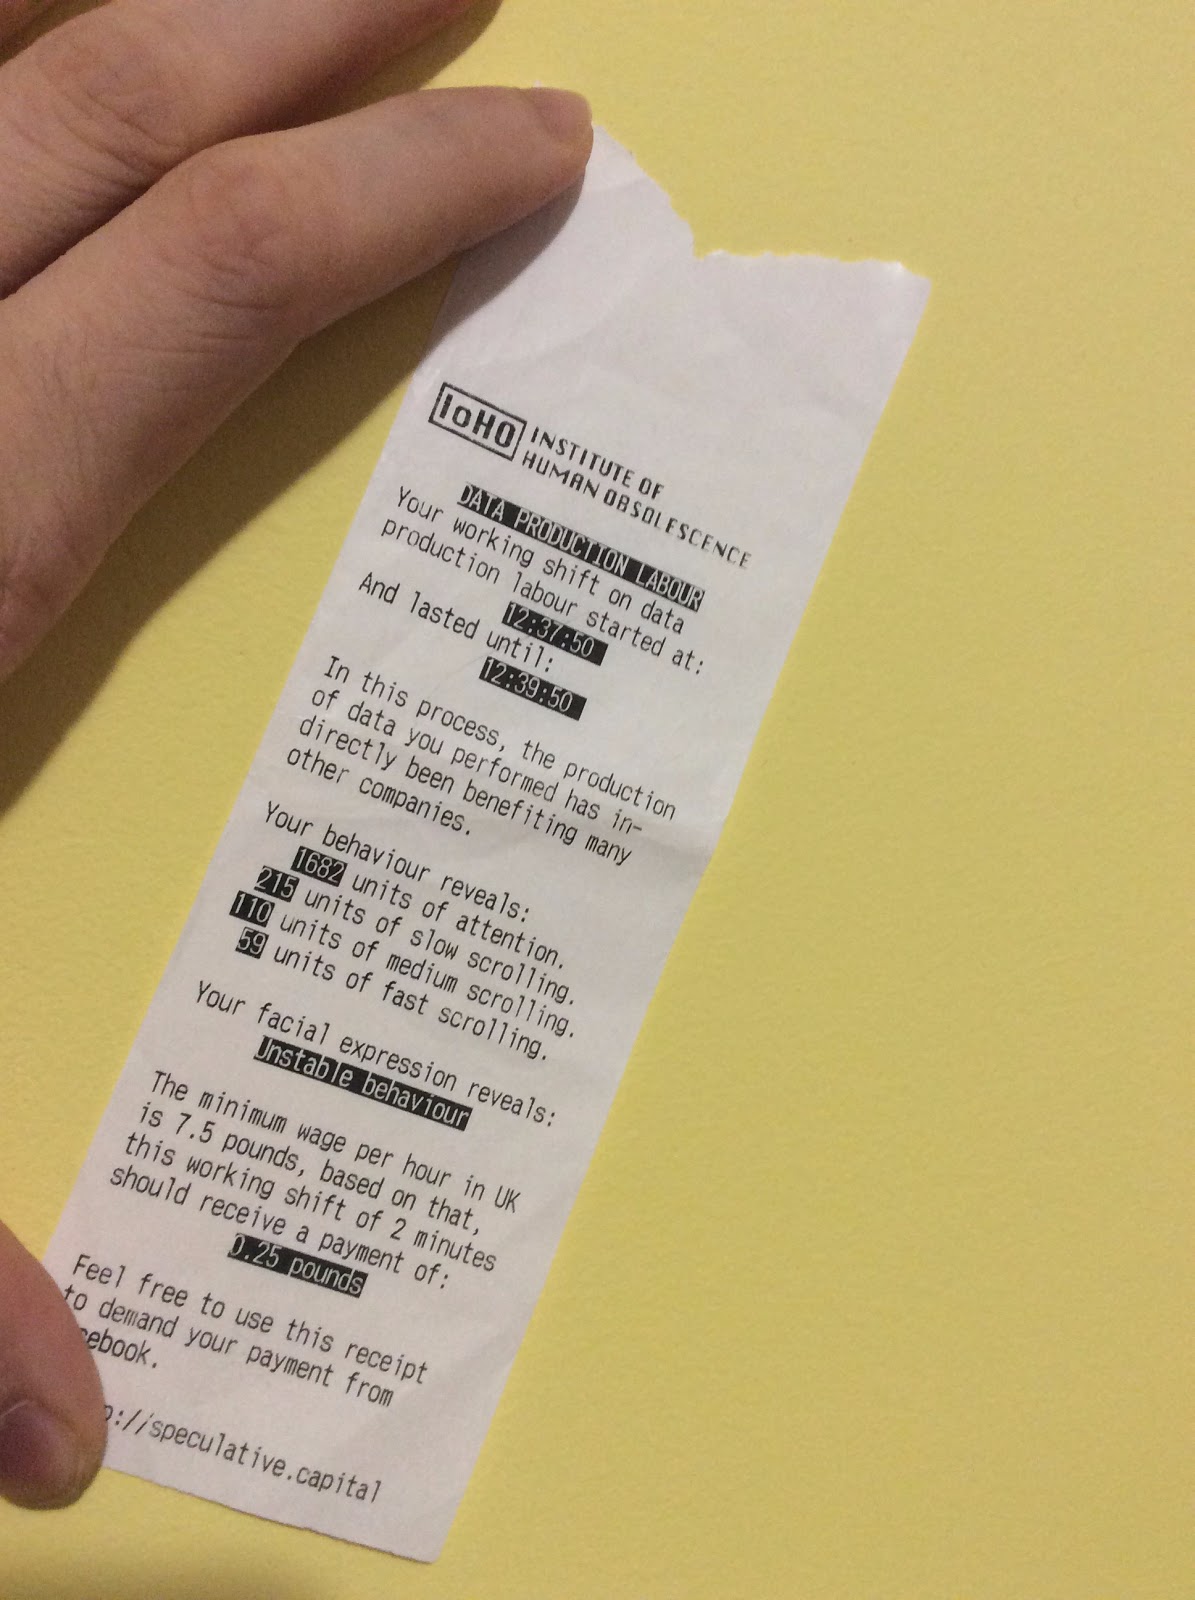 IoHO INSTITUTE OF
HUMAN OBSOLESCENCE
DATA PRODUCTION LABOUR
Your working shift on data
production labour started at:
12:37:50
And lasted until:
12:39:50
In this process, the production
of data you performed has in-
directly been benefiting many
other companies.
Your behaviour reveals:
1682 units of attention.
215 units of slow scrolling.
110 units of medium scrolling.
59 units of fast scrolling.
Your facial expression reveals:
Unstable behaviour
The minimum wage per hour in UK
is 7.5 pounds, based on that,
this working shift of 2 minutes
should receive a payment of:
0.25 pounds
Feel free to use this receipt
to demand your payment from
cebook.
p://speculative.capital